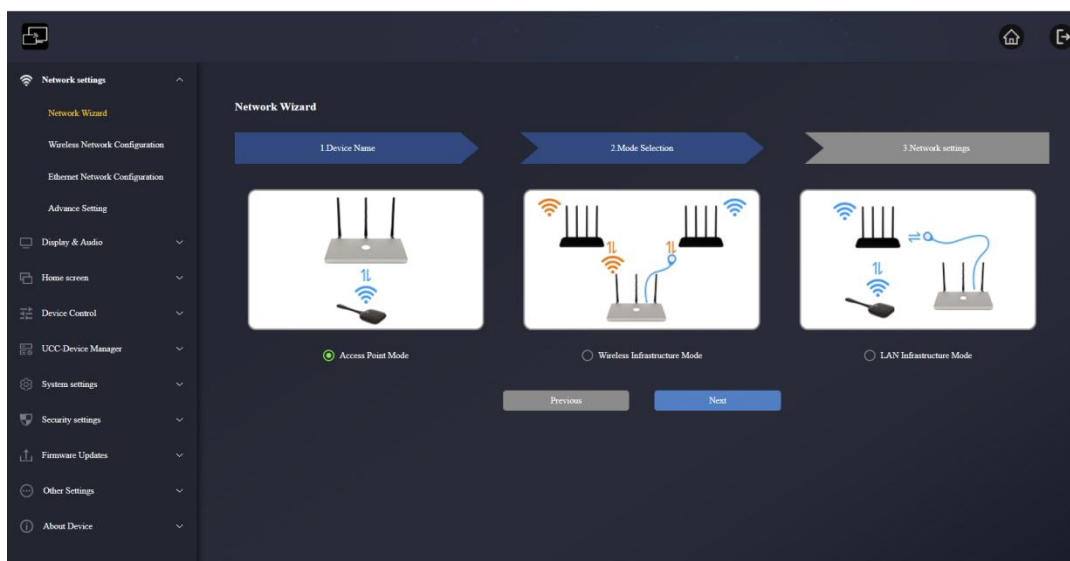 Network settings
Network Wizard
Wireless Network Configuration
Ethernet Network Configuration
Advance Setting
Display & Audio
Home screen
Device Control
UCC-Device Manager
System settings
Security settings
Firmware Updates
Other Settings
About Device
Network Wizard
1.Device Name
2.Mode Selection
3.Network settings
Access Point Mode
Wireless Infrastructure Mode
LAN Infrastructure Mode
Previous
Next